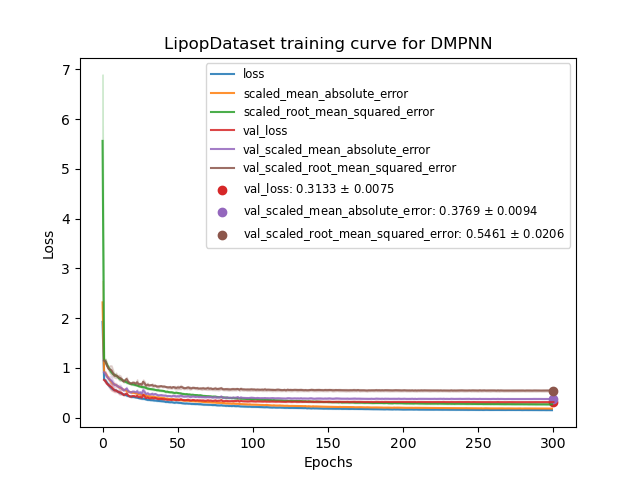 LipopDataset training curve for DMPNN
7
6
5
4
3
2
1
0
Loss
loss
scaled_mean_absolute_error
scaled_root_mean_squared_error
val_loss
val_scaled_mean_absolute_error
val_scaled_root_mean_squared_error
val_loss: 0.3133 ± 0.0075
val_scaled_mean_absolute_error: 0.3769 ± 0.0094
val_scaled_root_mean_squared_error: 0.5461 ± 0.0206
0 50 100 150 200 250 300
Epochs